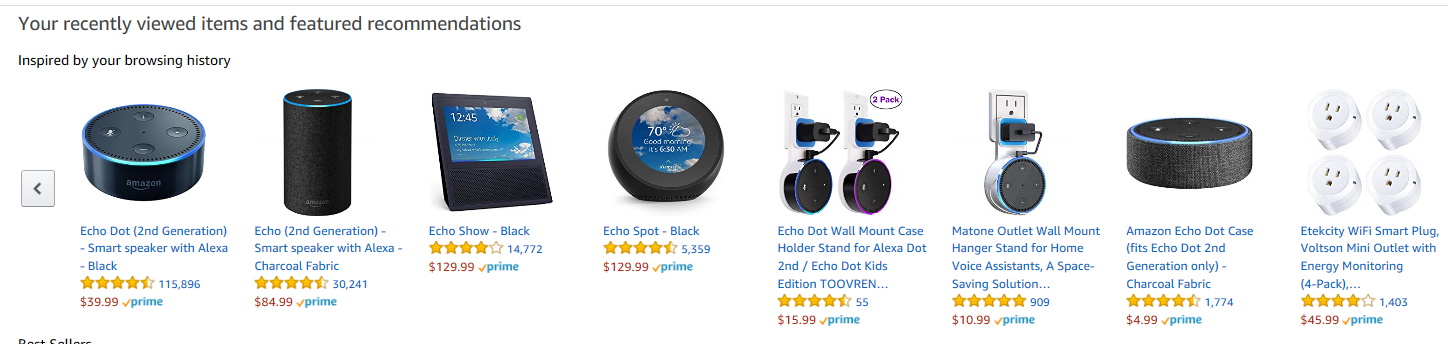 Your recently viewed items and featured recommendations
Inspired by your browsing history
2 Pack
12:45
70°
Good morning
it's 6:30 AM
amazon
amazon
Echo Dot (2nd Generation)
- Smart speaker with Alexa
- Black
115,896
$39.99 prime
Echo (2nd Generation) -
Smart speaker with Alexa -
Charcoal Fabric
30,241
$84.99 prime
Echo Show - Black
14,772
$129.99 prime
Echo Spot - Black
5,359
$129.99 prime
Echo Dot Wall Mount Case
Holder Stand for Alexa Dot
2nd / Echo Dot Kids
Edition TOOVREN...
55
$15.99 prime
Matone Outlet Wall Mount
Hanger Stand for Home
Voice Assistants, A Space-
Saving Solution...
909
$10.99 prime
Amazon Echo Dot Case
(fits Echo Dot 2nd
Generation only) -
Charcoal Fabric
1,774
$4.99 prime
Etekcity WiFi Smart Plug,
Voltson Mini Outlet with
Energy Monitoring
(4-Pack),...
1,403
$45.99 prime
Best Sellers